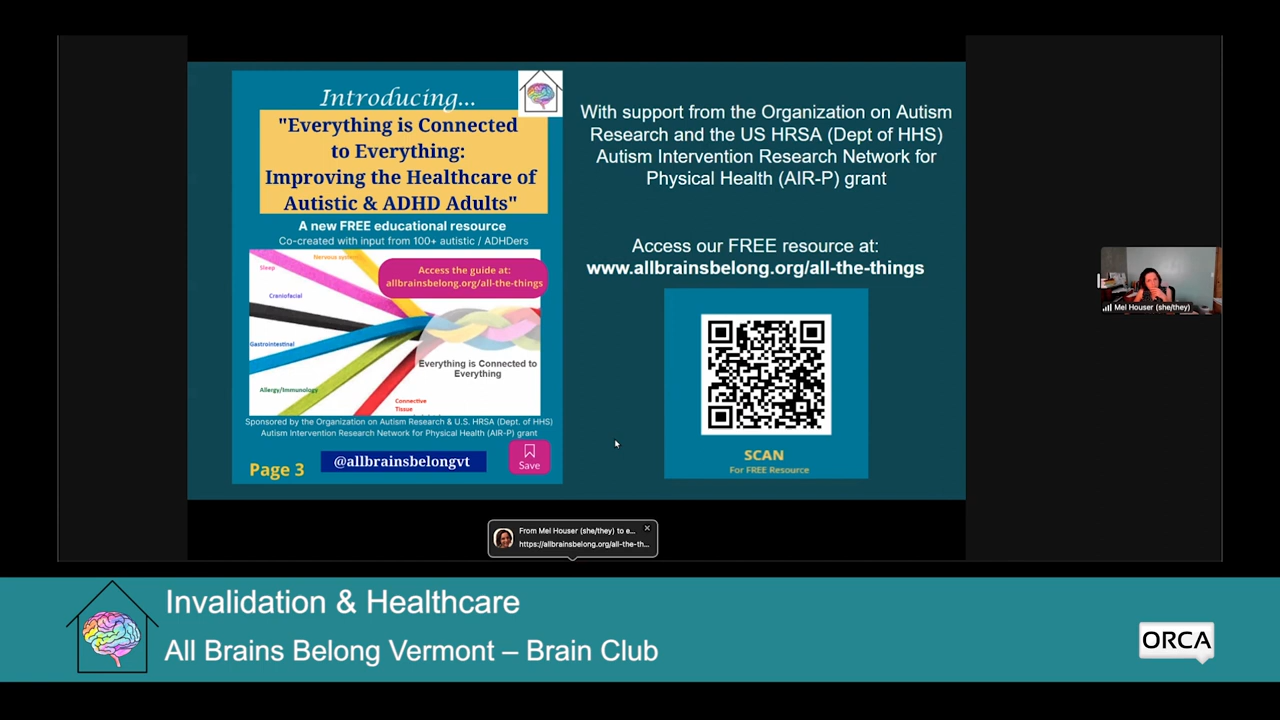 Introducing...
"Everything is Connected
to Everything:
Improving the Healthcare of
Autistic & ADHD Adults"
A new FREE educational resource
Co-created with input from 100+ autistic / ADHDers
Nervous system
Sleep
Access the guide at:
allbrainsbelong.org/all-the-things
Craniofacial
Gastrointestinal
Everything is Connected to
Everything
Allergy/Immunology
Connective
Tissue
Sponsored by the Organization on Autism Research & U.S. HRSA (Dept. of HHS)
Autism Intervention Research Network for Physical Health (AIR-P) grant
Page 3
@allbrainsbelongvt
Save
With support from the Organization on Autism
Research and the US HRSA (Dept of HHS)
Autism Intervention Research Network for
Physical Health (AIR-P) grant
Access our FREE resource at:
www.allbrainsbelong.org/all-the-things
SCAN
For FREE Resource
Mel Houser (she/they)
From Mel Houser (she/they) to e...
https://allbrainsbelong.org/all-the-th...
Invalidation & Healthcare
All Brains Belong Vermont – Brain Club
ORCA